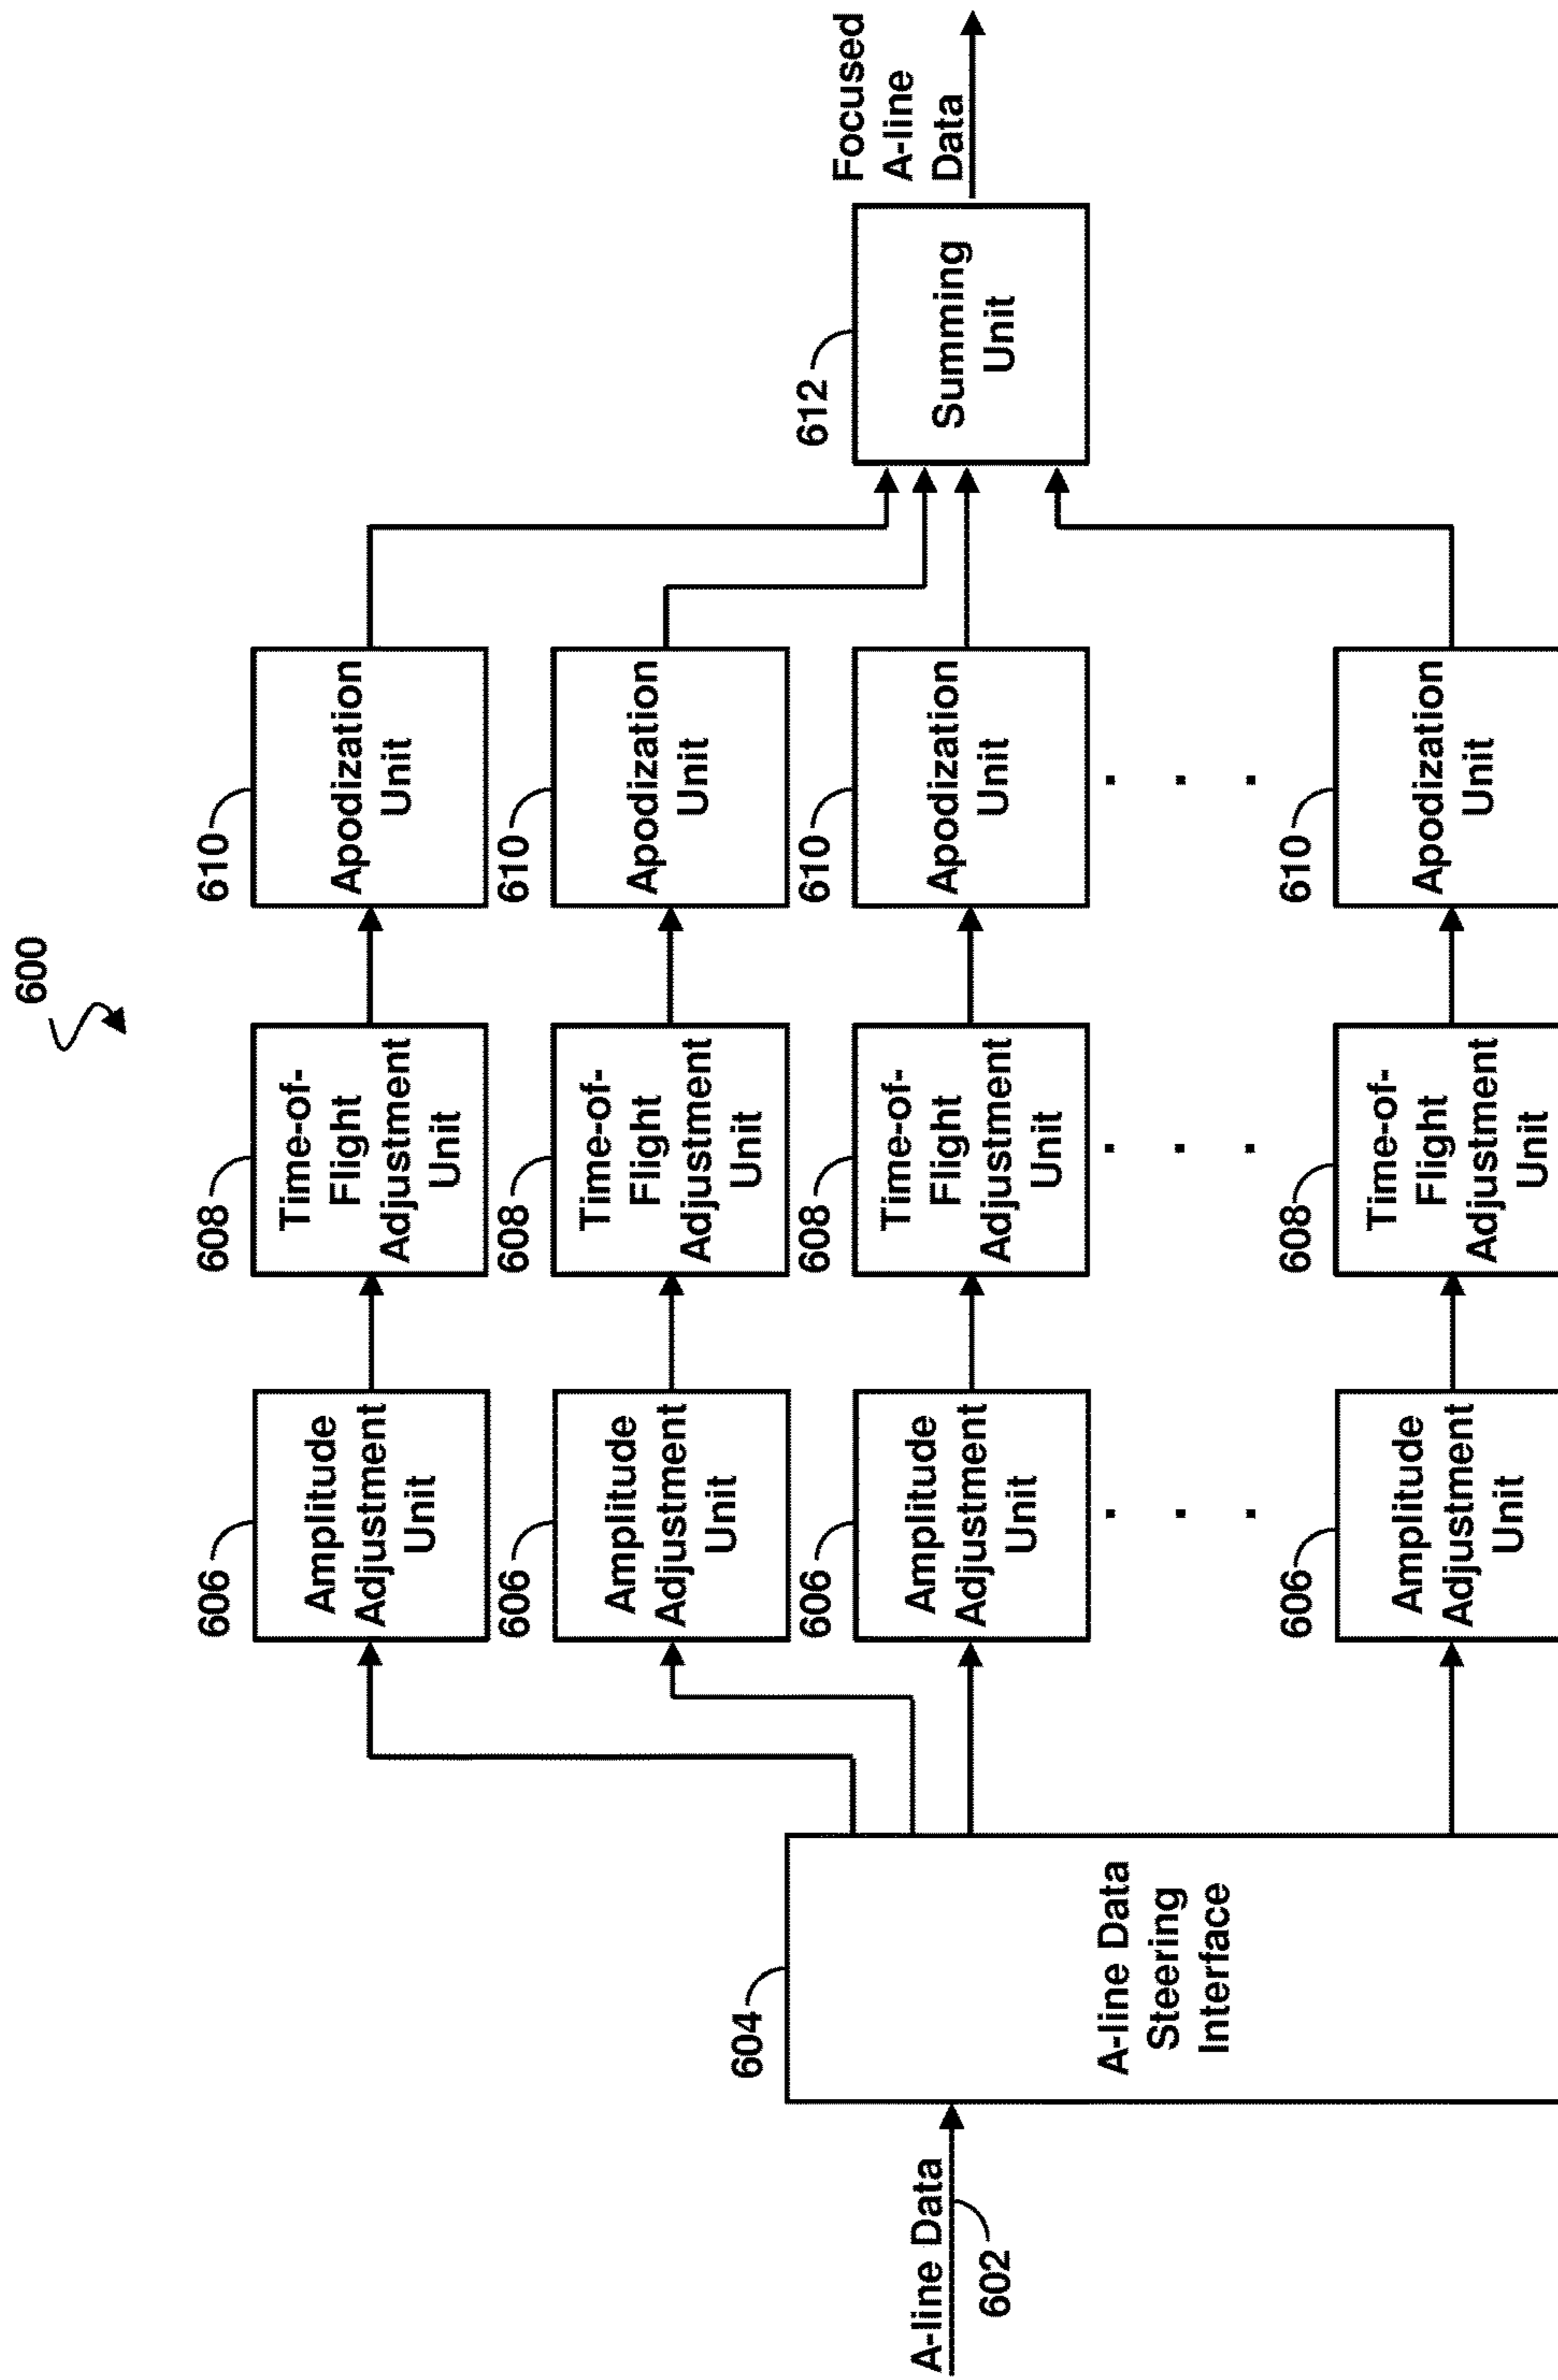 600
A-line Data
602
604
A-line Data
Steering
Interface
606
Amplitude
Adjustment
Unit
608
Time-of-
Flight
Adjustment
Unit
610
Apodization
Unit
606
Amplitude
Adjustment
Unit
608
Time-of-
Flight
Adjustment
Unit
610
Apodization
Unit
606
Amplitude
Adjustment
Unit
608
Time-of-
Flight
Adjustment
Unit
610
Apodization
Unit
606
Amplitude
Adjustment
Unit
608
Time-of-
Flight
Adjustment
Unit
610
Apodization
Unit
612
Summing
Unit
Focused
A-line
Data